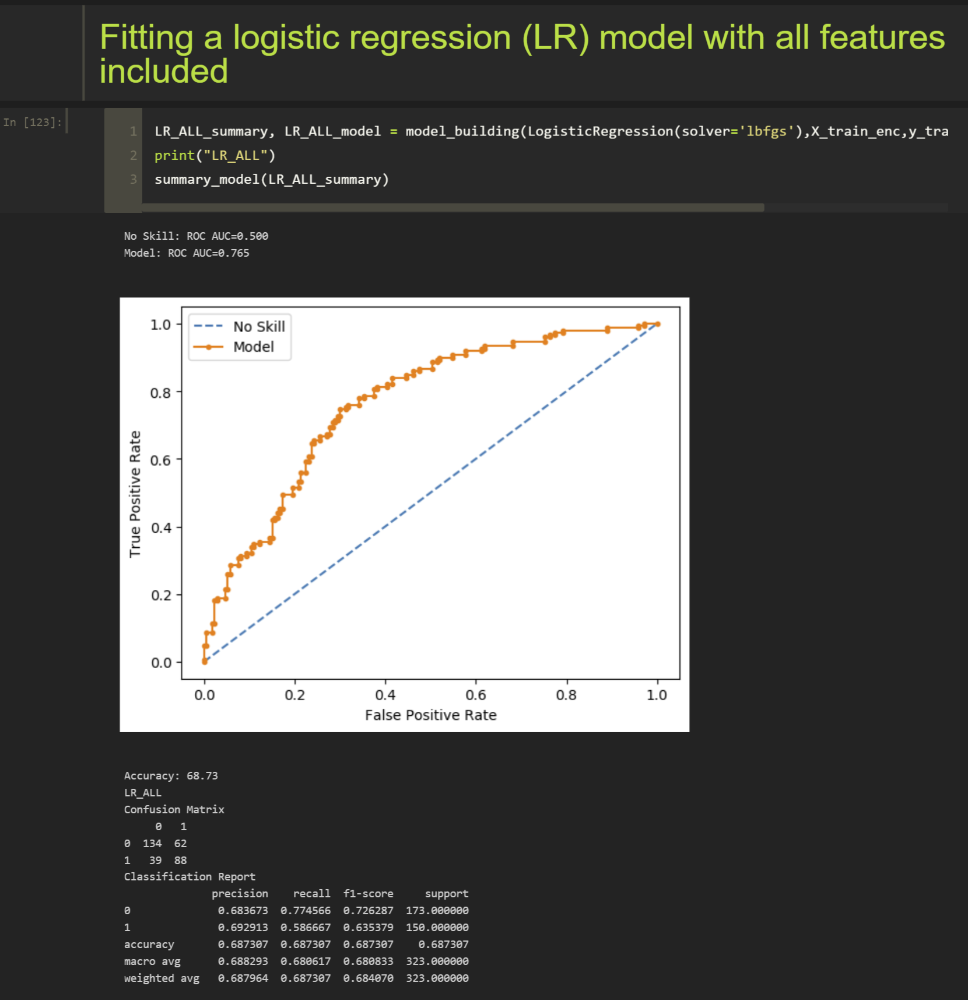 Fitting a logistic regression (LR) model with all features
included
In [123]:
1 LR_ALL_summary, LR_ALL_model = model_building(LogisticRegression(solver='lbfgs'),X_train_enc,y_tra
2 print("LR_ALL")
3 summary_model(LR_ALL_summary)
No Skill: ROC AUC=0.500
Model: ROC AUC=0.765
No Skill
Model
1.0
0.8
0.6
0.4
0.2
0.0
True Positive Rate
0.0 0.2 0.4 0.6 0.8 1.0
False Positive Rate
Accuracy: 68.73
LR_ALL
Confusion Matrix
0 1
0 134 62
1 39 88
Classification Report
precision recall f1-score support
0 0.683673 0.774566 0.726287 173.000000
1 0.692913 0.586667 0.635379 150.000000
accuracy 0.687307 0.687307 0.687307 0.687307
macro avg 0.688293 0.680617 0.680833 323.000000
weighted avg 0.687964 0.687307 0.684070 323.000000